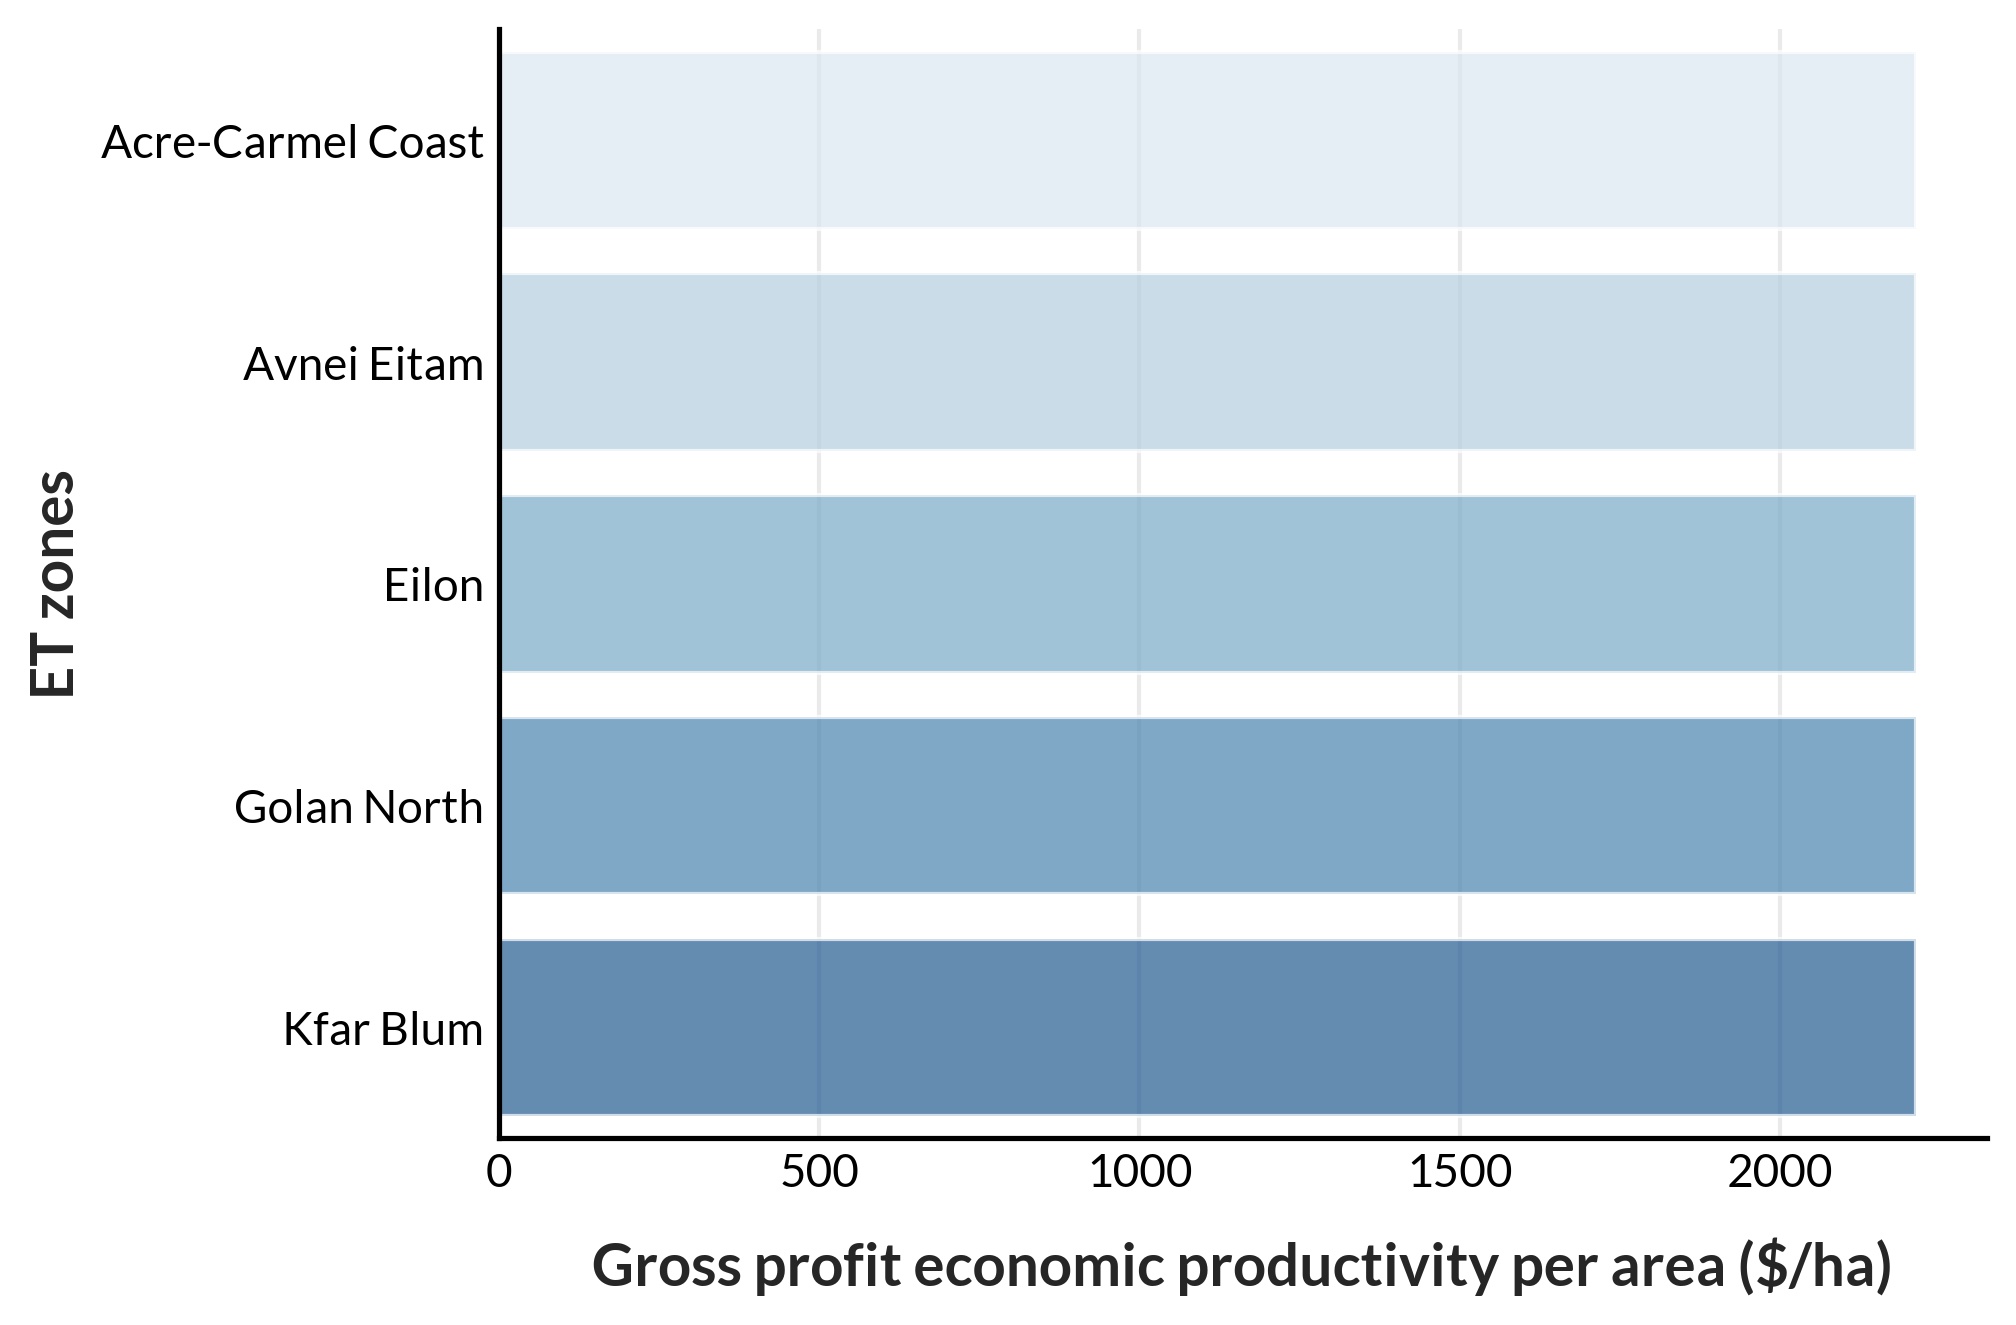 Acre-Carmel Coast
Avnei Eitam
Eilon
Golan North
Kfar Blum
ET zones
0 500 1000 1500 2000
Gross profit economic productivity per area ($/ha)